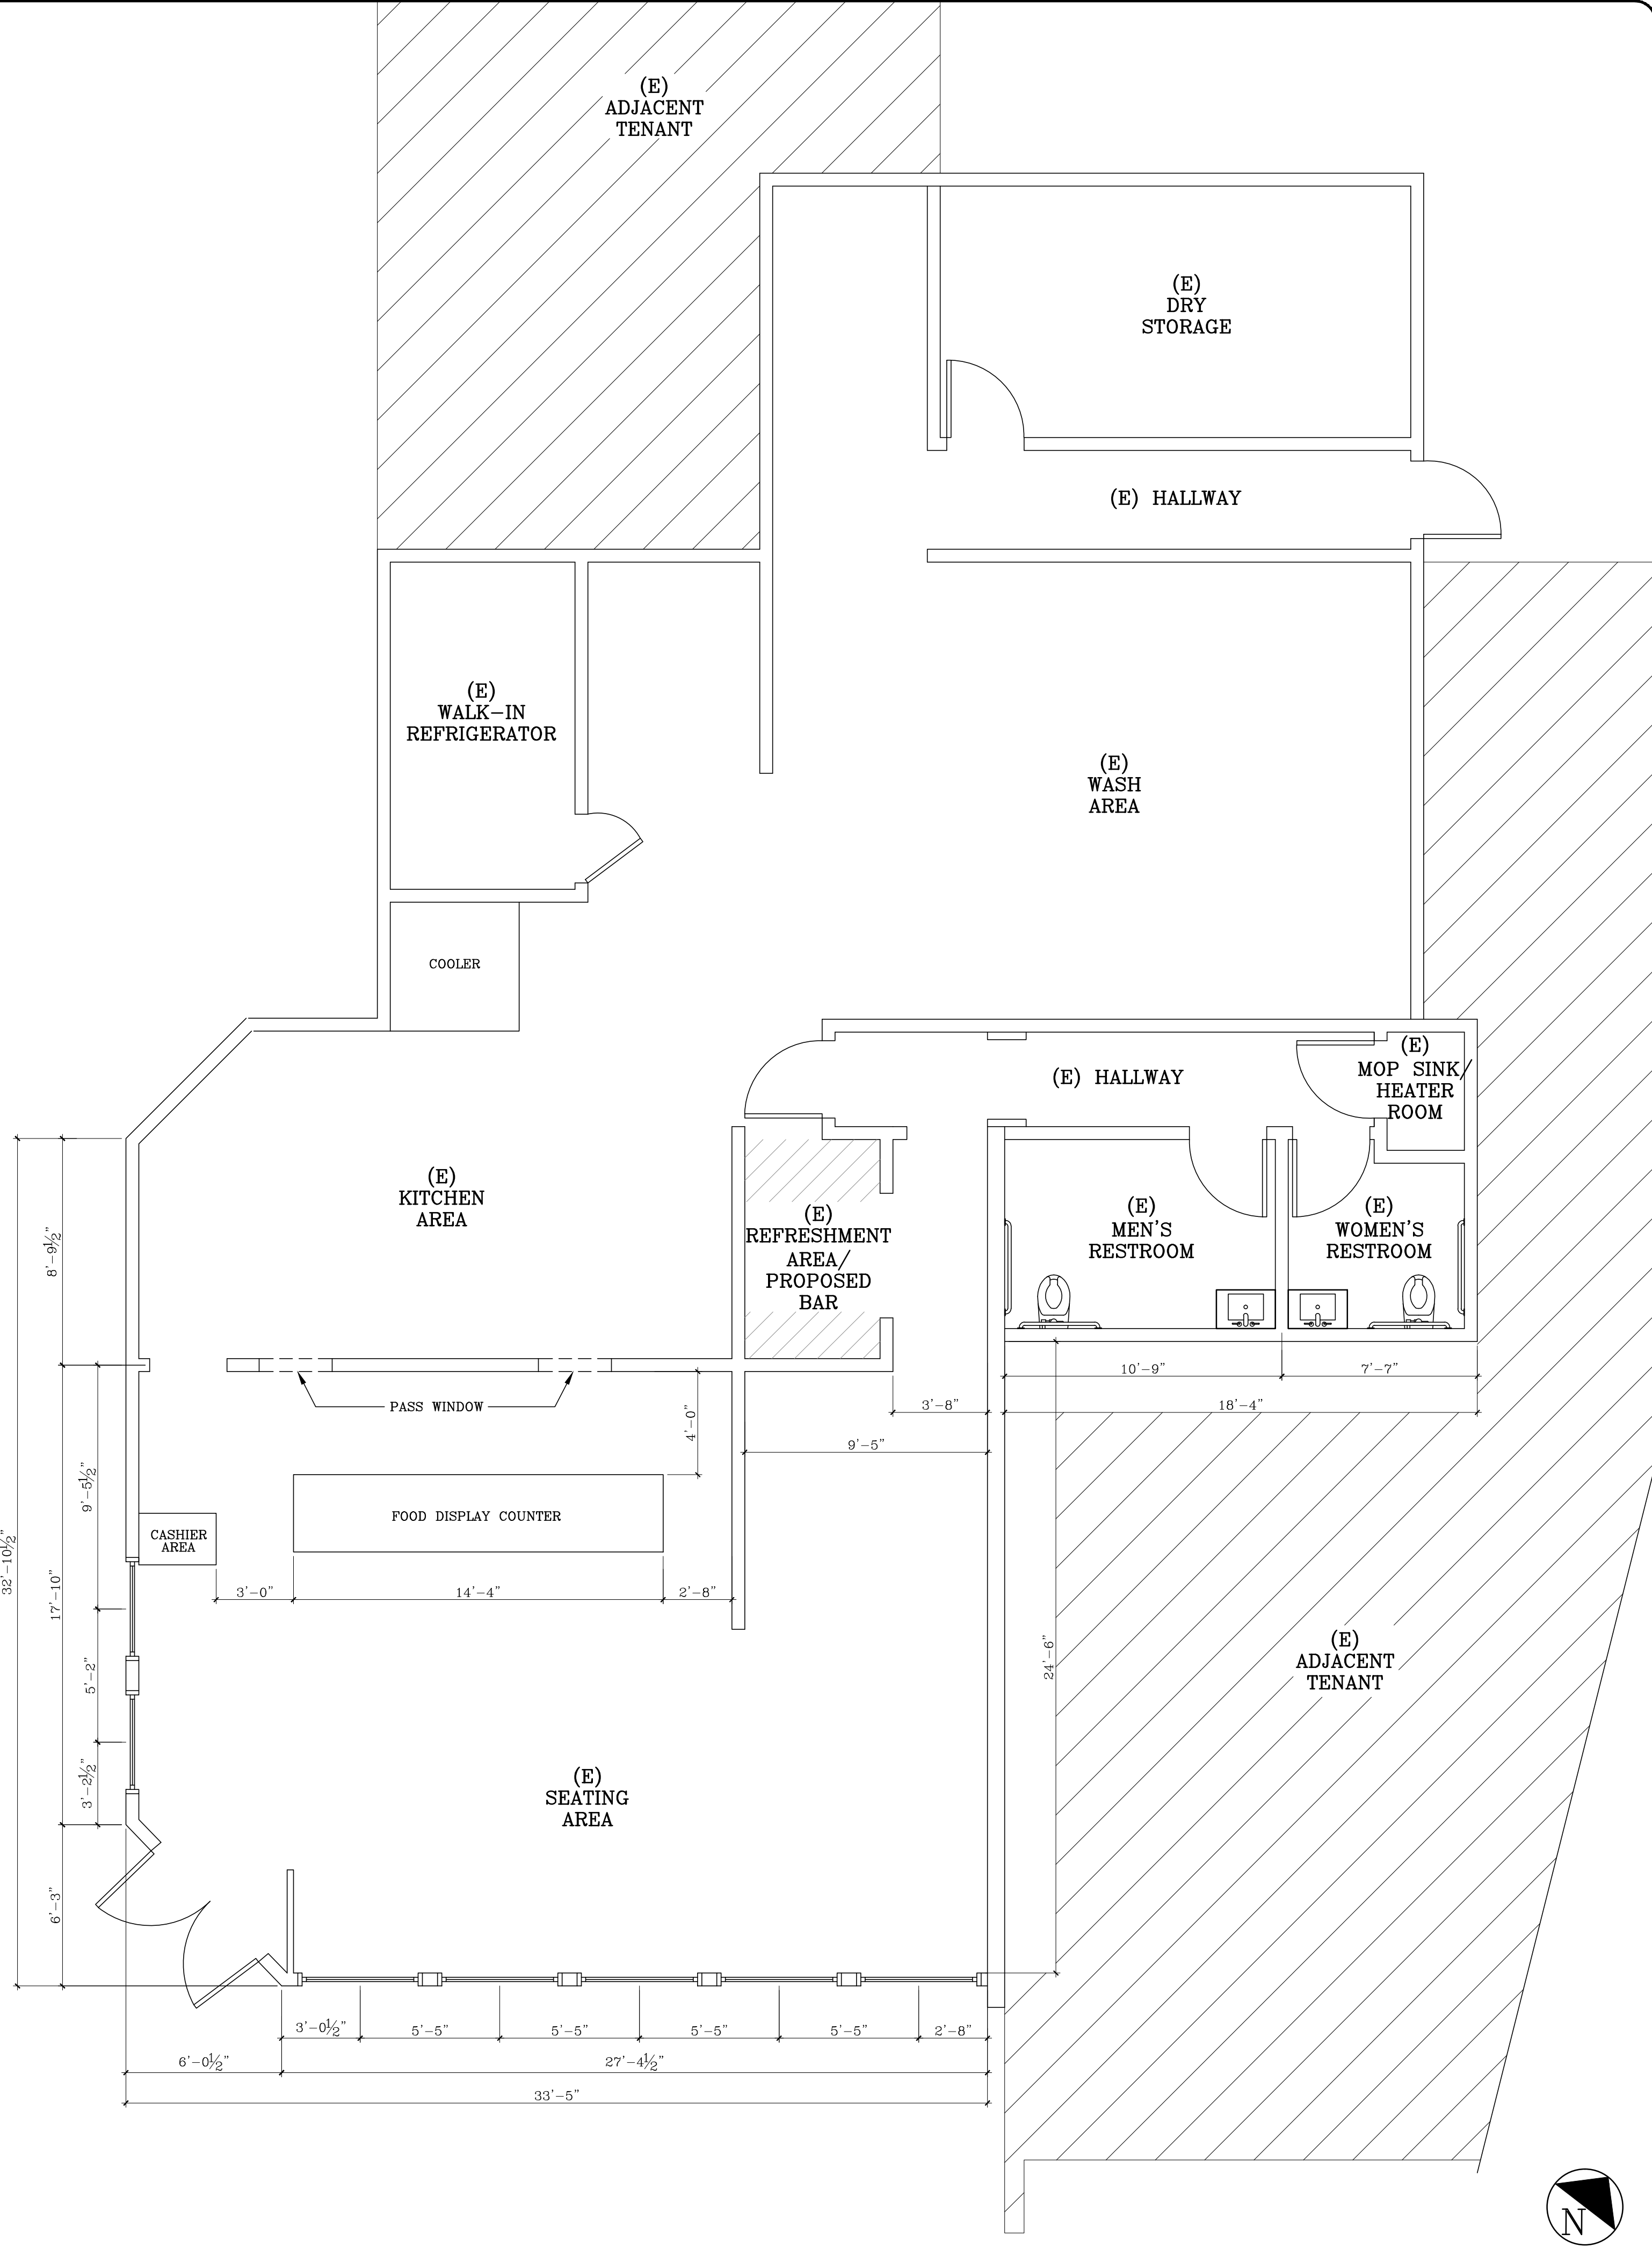 (E)
ADJACENT
TENANT
(E)
DRY
STORAGE
(E) HALLWAY
(E)
WALK-IN
REFRIGERATOR
(E)
WASH
AREA
COOLER
(E) HALLWAY
(E)
MOP SINK/
HEATER
ROOM
(E)
KITCHEN
AREA
(E)
REFRESHMENT
AREA/
PROPOSED
BAR
(E)
MEN'S
RESTROOM
(E)
WOMEN'S
RESTROOM
8'-9½"
10'-9"
7'-7"
PASS WINDOW
3'-8"
18'-4"
4'-0"
9'-5"
9'-5½"
FOOD DISPLAY COUNTER
CASHIER
AREA
32'-10½"
17'-10"
3'-0"
14'-4"
2'-8"
24'-6"
(E)
ADJACENT
TENANT
5'-2"
3'-2½"
(E)
SEATING
AREA
6'-3"
3'-0½"
5'-5"
5'-5"
5'-5"
5'-5"
2'-8"
6'-0½"
27'-4½"
33'-5"
N